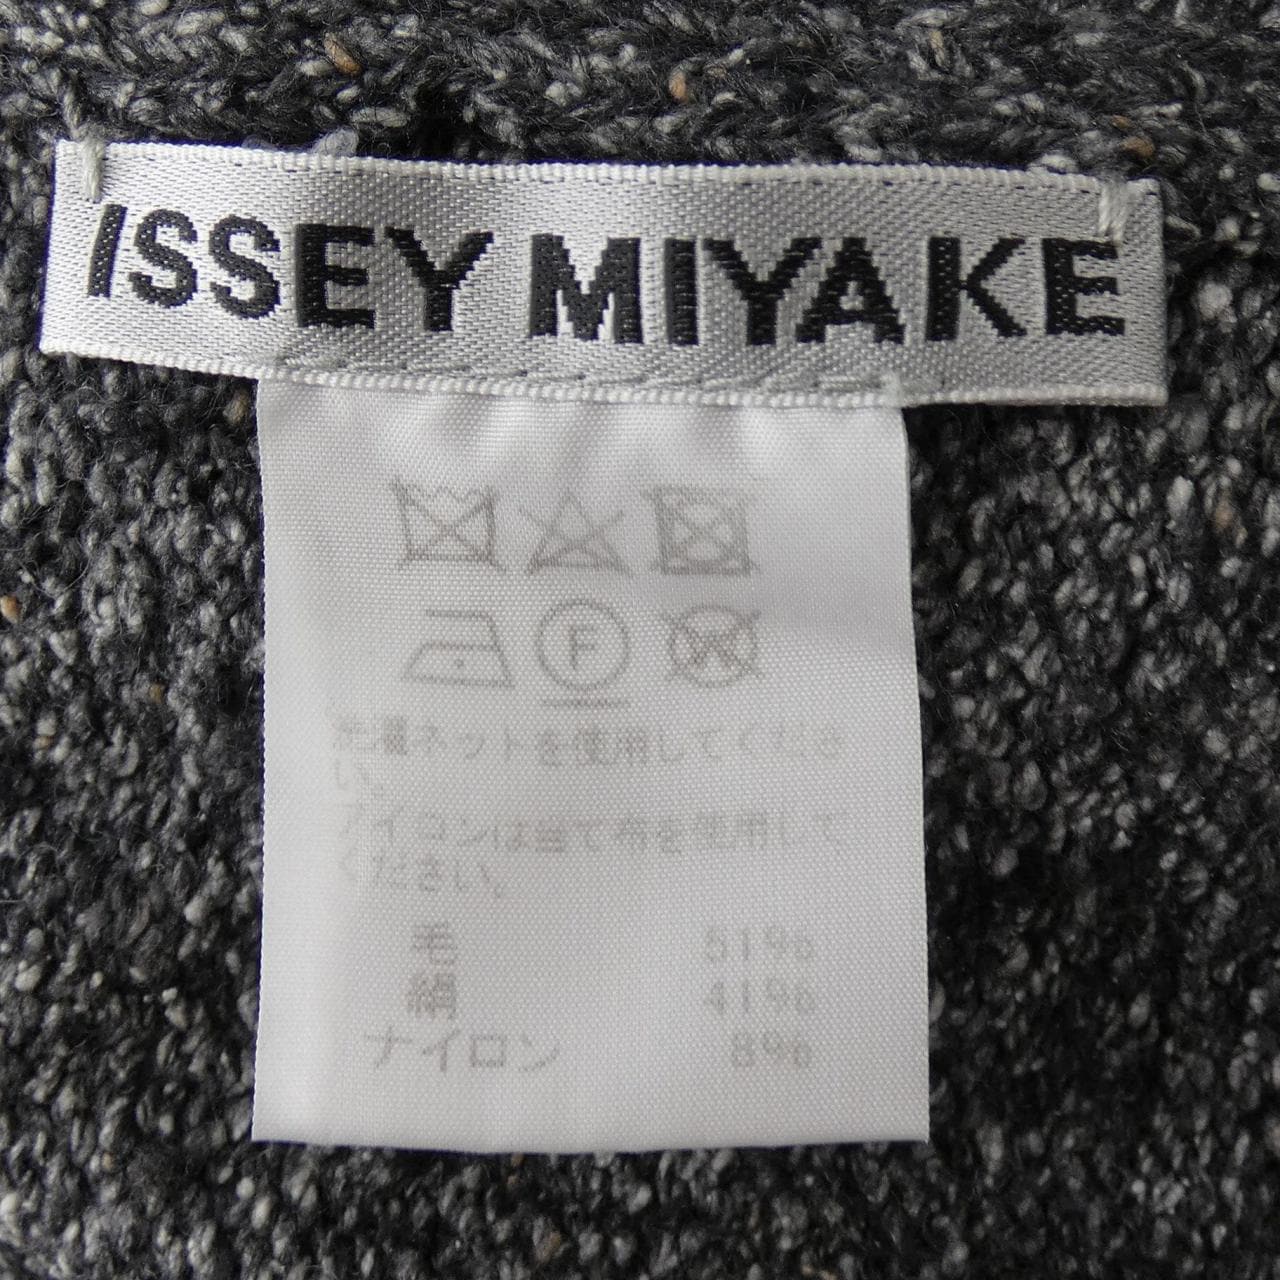 ISSEY MIYAKE
F
W
洗濯ネットを使用してくださ
い。
アイロンは当て布を使用して
ください。
毛 51%
綿 41%
ナイロン 8%